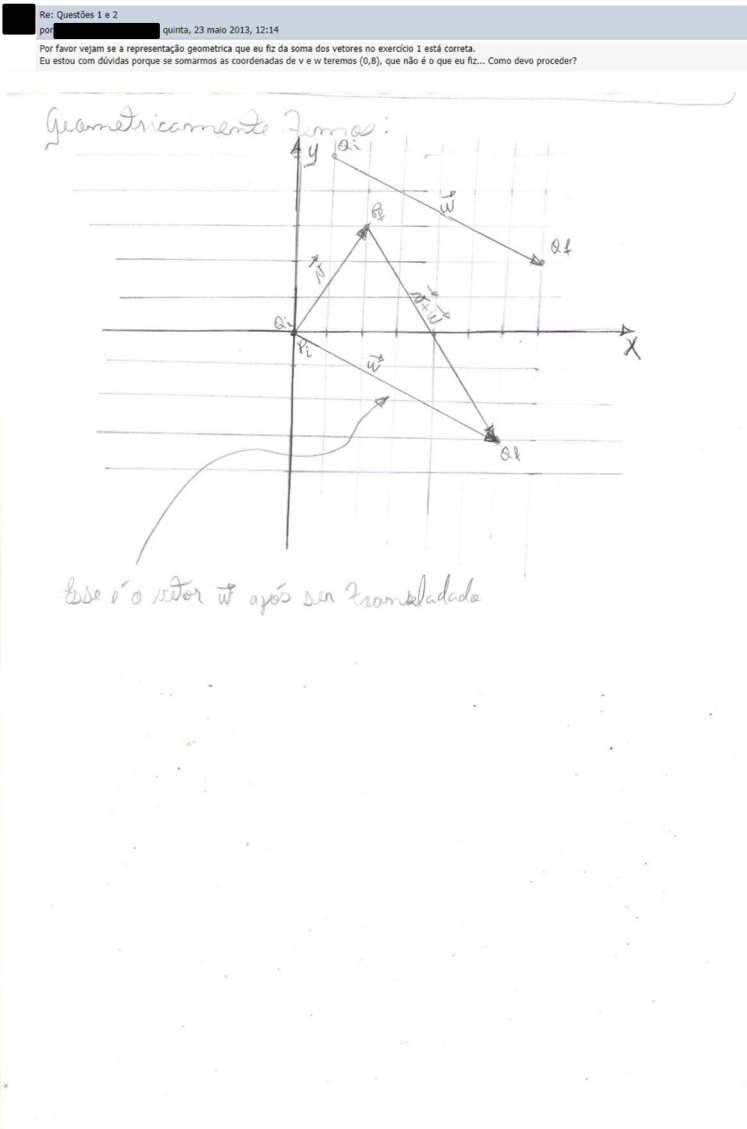 Re: Questões 1 e 2
por quinta, 23 maio 2013, 12:14
Por favor vejam se a representação geometrica que eu fiz da soma dos vetores no exercício 1 está correta.
Eu estou com dúvidas porque se somarmos as coordenadas de v e w teremos (0,8), que não é o que eu fiz... Como devo proceder?
Geometricamente temos:
y Qi
w
Pf
Qf
v
v+w
Qi
Pi
X
w
Qf
Esse é o vetor w após ser transladado